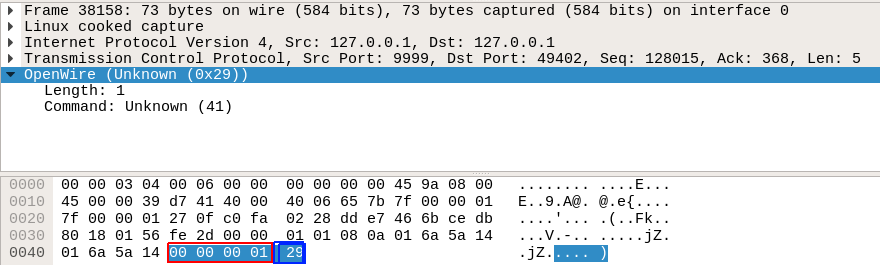 Frame 38158: 73 bytes on wire (584 bits), 73 bytes captured (584 bits) on interface 0
Linux cooked capture
Internet Protocol Version 4, Src: 127.0.0.1, Dst: 127.0.0.1
Transmission Control Protocol, Src Port: 9999, Dst Port: 49402, Seq: 128015, Ack: 368, Len: 5
OpenWire (Unknown (0x29))
Length: 1
Command: Unknown (41)
0000 00 00 03 04 00 06 00 00 00 00 00 00 45 9a 08 00 ........ ....E...
0010 45 00 00 39 d7 41 40 00 40 06 65 7b 7f 00 00 01 E..9.A@. @.e{....
0020 7f 00 00 01 27 0f c0 fa 02 28 dd e7 46 6b ce db ....'... .(..Fk..
0030 80 18 01 56 fe 2d 00 00 01 01 08 0a 01 6a 5a 14 ...V.-.. .....jZ.
0040 01 6a 5a 14 00 00 00 01 29 .jZ..... )